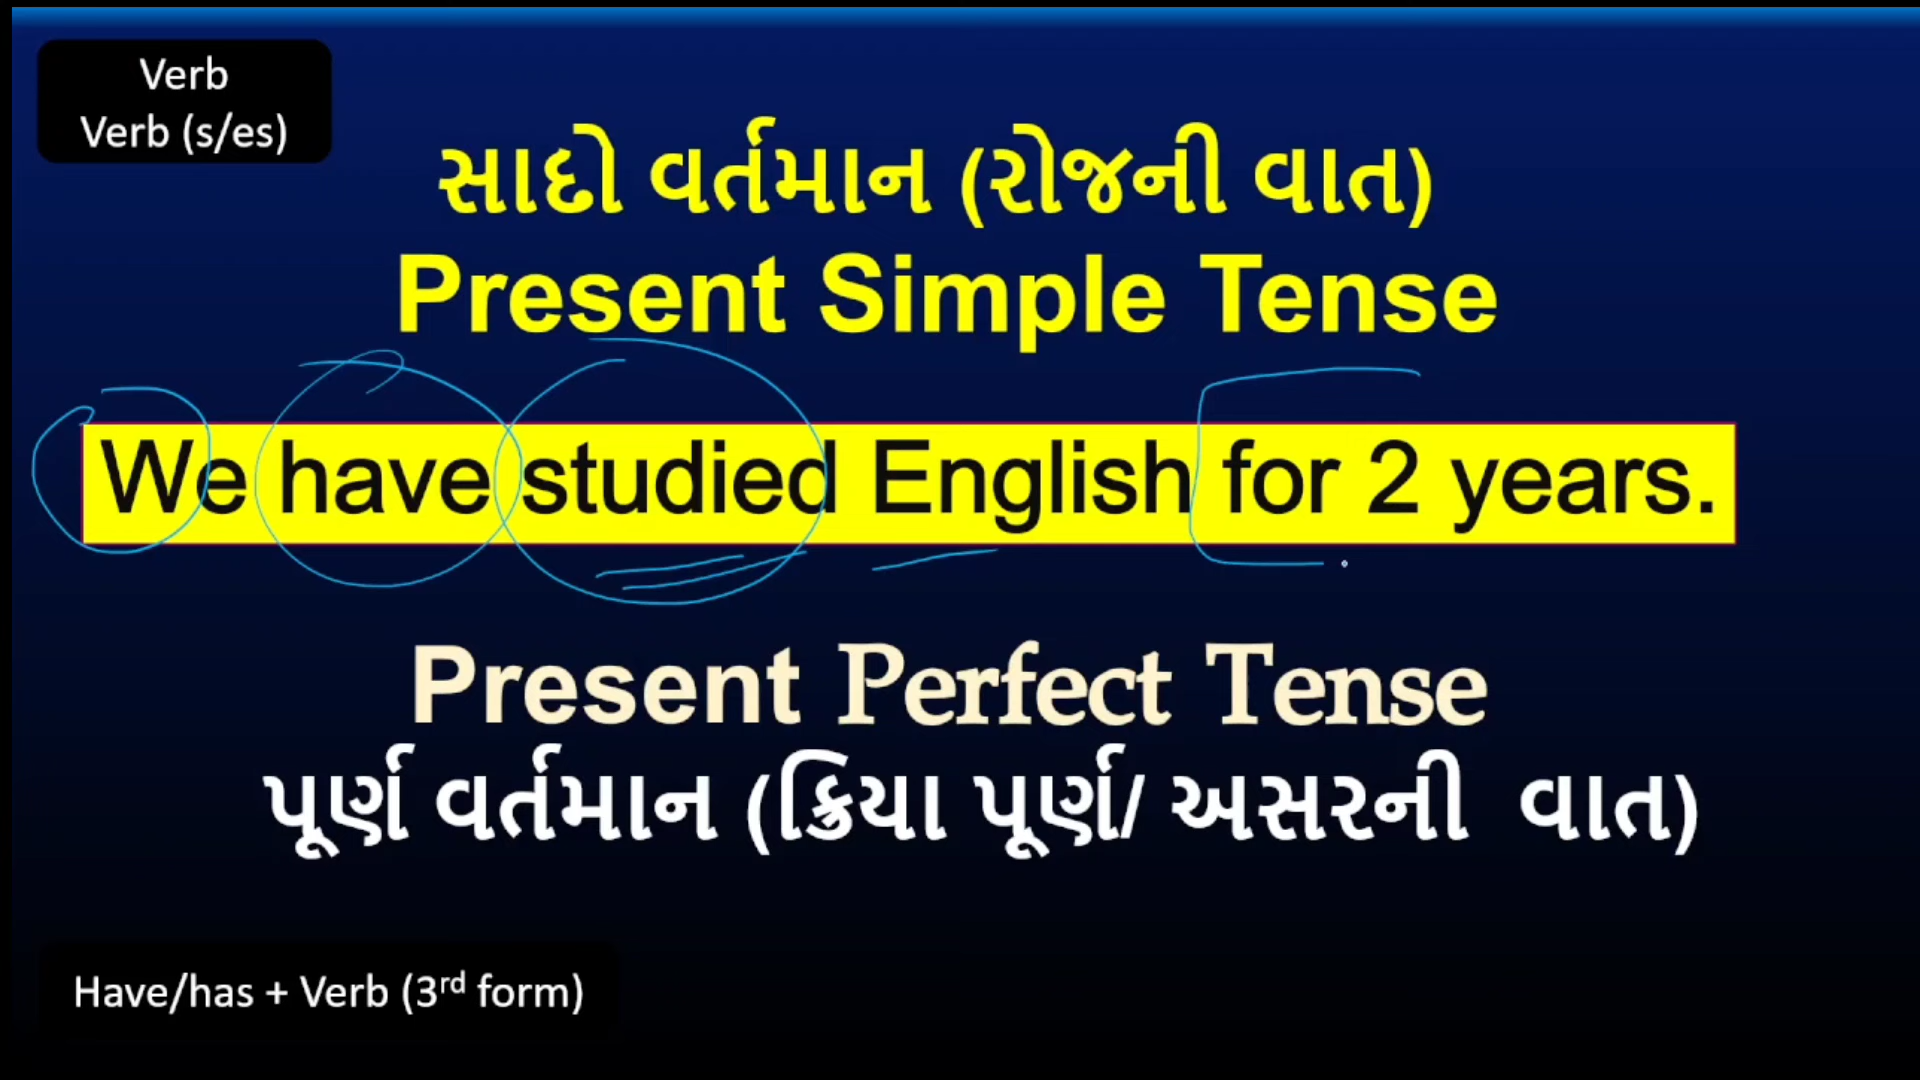 Verb
Verb (s/es)
સાદો વર્તમાન (રોજની વાત)
Present Simple Tense
We have studied English for 2 years.
Present Perfect Tense
પૂર્ણ વર્તમાન (ક્રિયા પૂર્ણ/ અસરની વાત)
Have/has + Verb (3rd form)